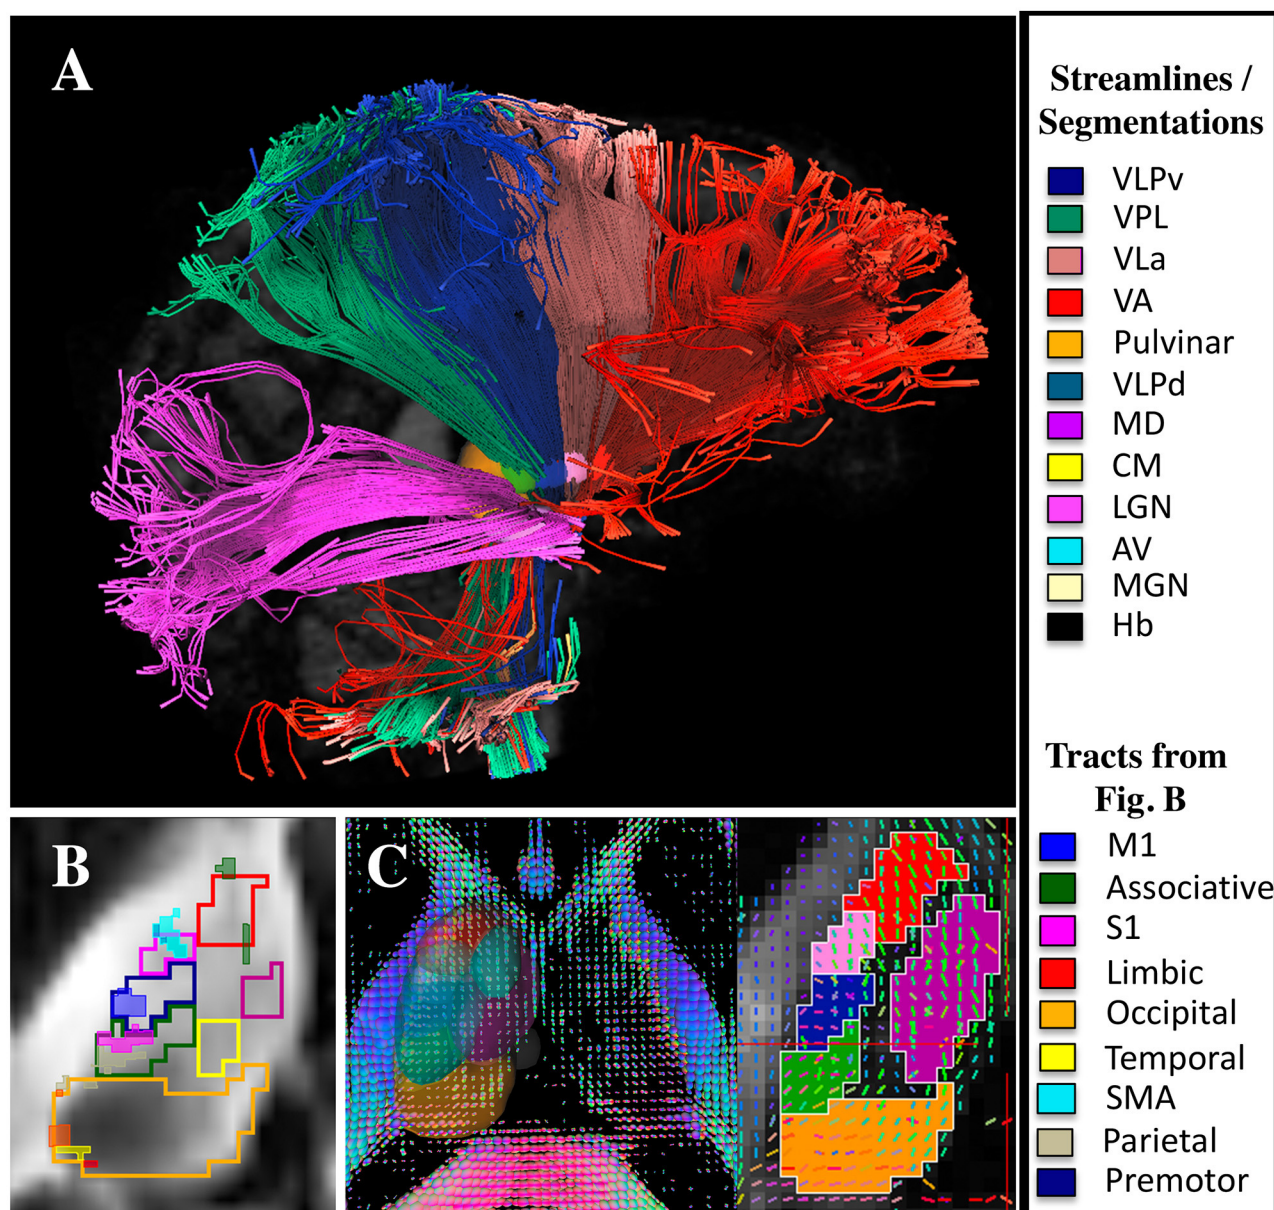 A
B
C
Streamlines /
Segmentations
VLPv
VPL
VLa
VA
Pulvinar
VLPd
MD
CM
LGN
AV
MGN
Hb
Tracts from
Fig. B
M1
Associative
S1
Limbic
Occipital
Temporal
SMA
Parietal
Premotor